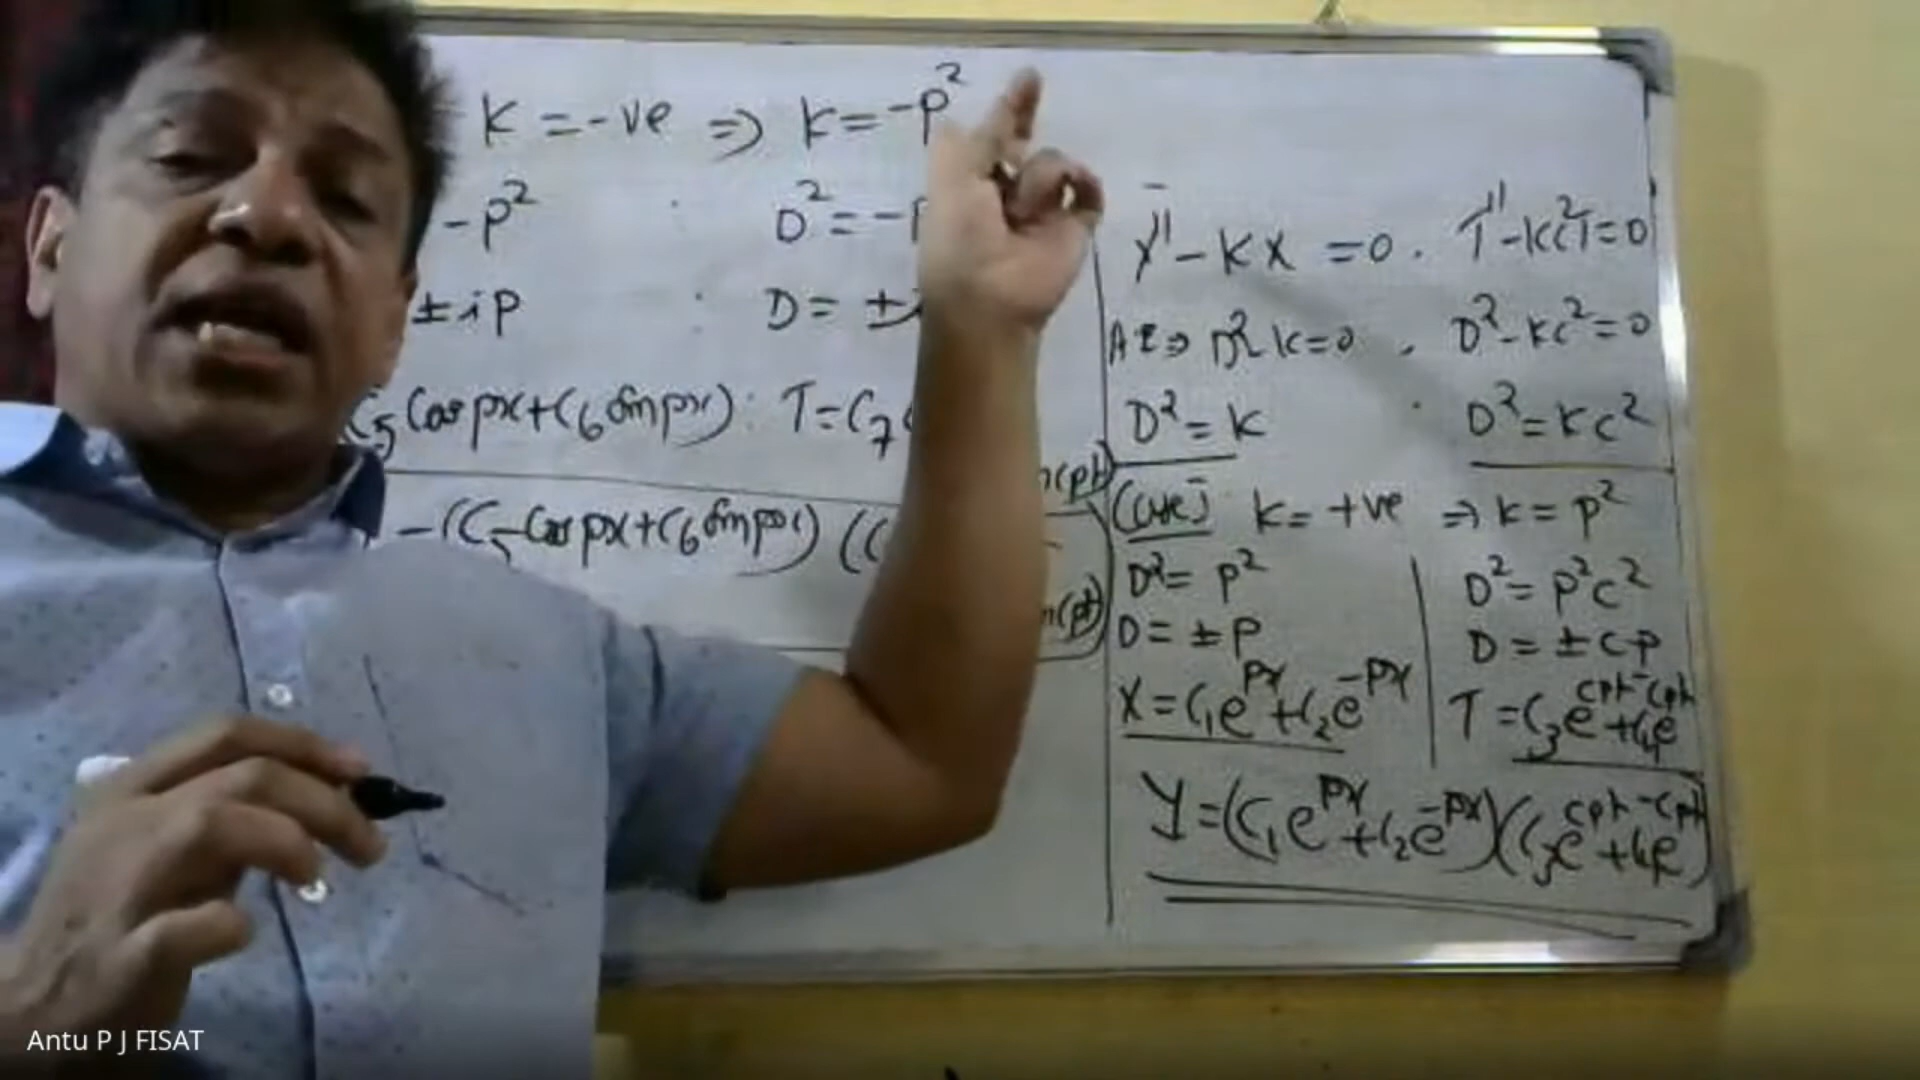 K = -ve ⇒ K = -p²
- p² D² = - p
± ip D = ±
C₅ Cos px + C₆ Sin px) T = C₇
(cpt)
- (C₅ Cos px + C₆ Sin px) ((C
(cpt)
X'' - KX = 0 . T'' - Kc²T = 0
AE ⇒ D² - K = 0 . D² - Kc² = 0
D² = K D² = Kc²
Case) K = +ve ⇒ K = p²
D² = p² D² = p²c²
D = ± p D = ± cp
X = C₁e^px + C₂e^-px T = C₃e^cpt + C₄e^-cpt
y = (C₁e^px + C₂e^-px)(C₃e^cpt + C₄e^-cpt)
Antu P J FISAT